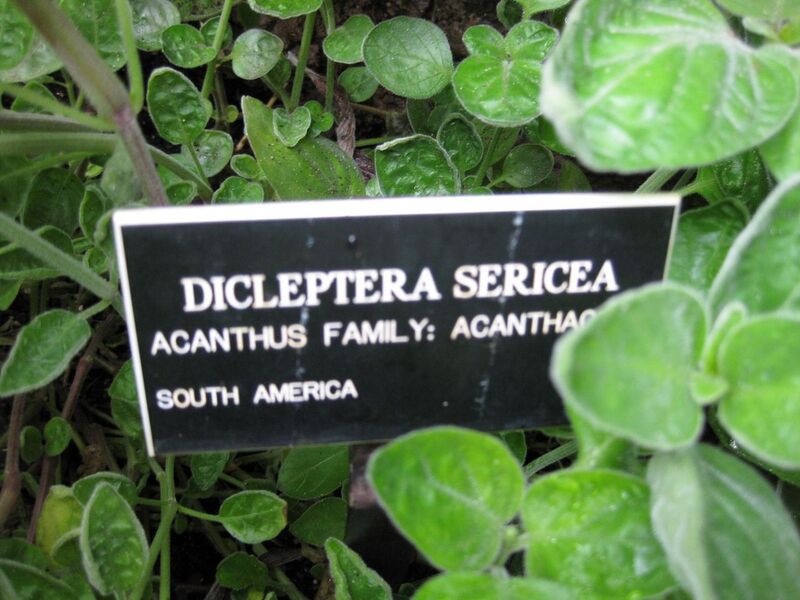 DICLEPTERA SERICEA
ACANTHUS FAMILY:
SOUTH AMERICA